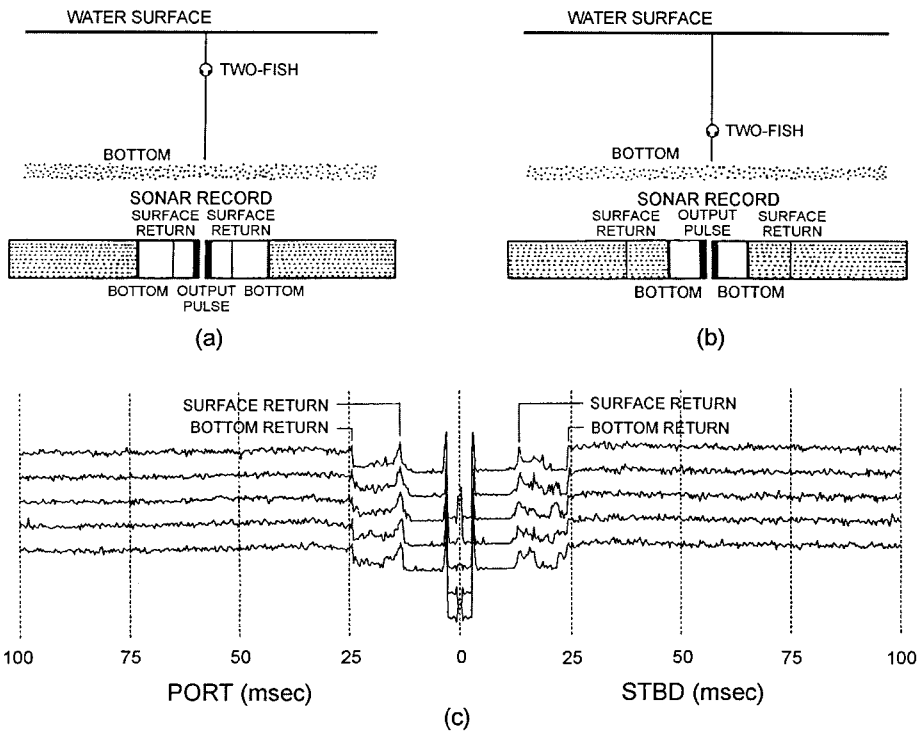 WATER SURFACE
TWO-FISH
BOTTOM
SONAR RECORD
SURFACE SURFACE
RETURN RETURN
BOTTOM OUTPUT BOTTOM
PULSE
(a)
WATER SURFACE
TWO-FISH
BOTTOM
SONAR RECORD
SURFACE OUTPUT SURFACE
RETURN PULSE RETURN
BOTTOM BOTTOM
(b)
SURFACE RETURN SURFACE RETURN
BOTTOM RETURN BOTTOM RETURN
100 75 50 25 0 25 50 75 100
PORT (msec) STBD (msec)
(c)